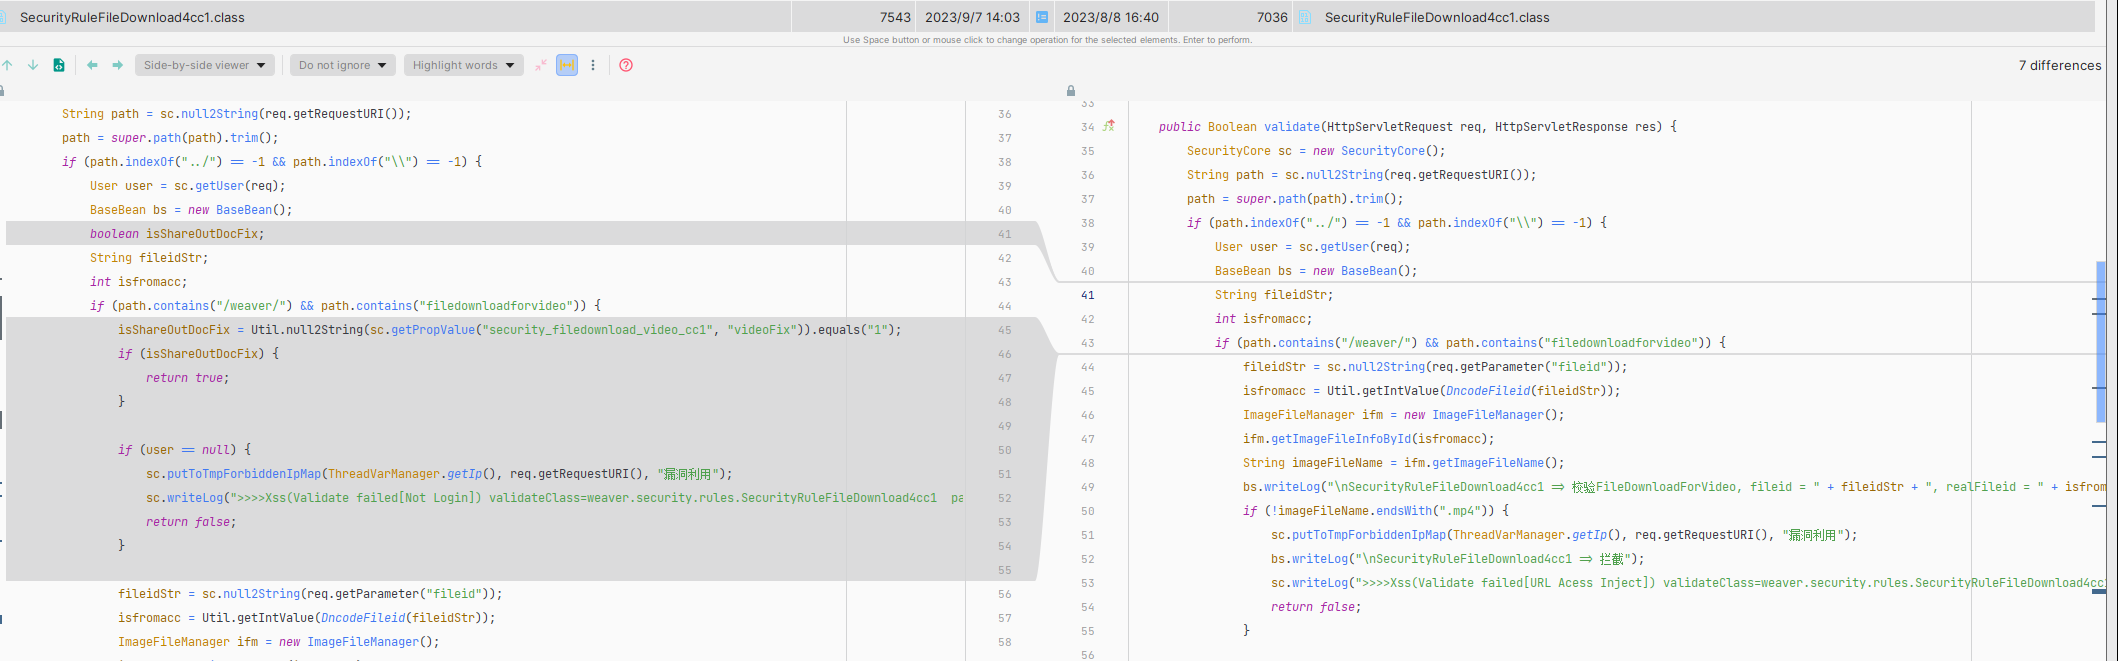 SecurityRuleFileDownload4cc1.class 7543 2023/9/7 14:03 2023/8/8 16:40 7036 SecurityRuleFileDownload4cc1.class
Use Space button or mouse click to change operation for the selected elements. Enter to perform.
Side-by-side viewer Do not ignore Highlight words 7 differences
String path = sc.null2String(req.getRequestURI()); 36
path = super.path(path).trim(); 37
if (path.indexOf("../") == -1 && path.indexOf("\\") == -1) { 38
User user = sc.getUser(req); 39
BaseBean bs = new BaseBean(); 40
boolean isShareOutDocFix; 41
String fileidStr; 42
int isfromacc; 43
if (path.contains("/weaver/") && path.contains("filedownloadforvideo")) { 44
isShareOutDocFix = Util.null2String(sc.getPropValue("security_filedownload_video_cc1", "videoFix")).equals("1"); 45
if (isShareOutDocFix) { 46
return true; 47
} 48
49
if (user == null) { 50
sc.putToTmpForbiddenIpMap(ThreadVarManager.getIp(), req.getRequestURI(), "漏洞利用"); 51
sc.writeLog(">>>>Xss(Validate failed[Not Login]) validateClass=weaver.security.rules.SecurityRuleFileDownload4cc1 pa 52
return false; 53
} 54
55
fileidStr = sc.null2String(req.getParameter("fileid")); 56
isfromacc = Util.getIntValue(DncodeFileid(fileidStr)); 57
ImageFileManager ifm = new ImageFileManager(); 58
33
34 public Boolean validate(HttpServletRequest req, HttpServletResponse res) {
35 SecurityCore sc = new SecurityCore();
36 String path = sc.null2String(req.getRequestURI());
37 path = super.path(path).trim();
38 if (path.indexOf("../") == -1 && path.indexOf("\\") == -1) {
39 User user = sc.getUser(req);
40 BaseBean bs = new BaseBean();
41 String fileidStr;
42 int isfromacc;
43 if (path.contains("/weaver/") && path.contains("filedownloadforvideo")) {
44 fileidStr = sc.null2String(req.getParameter("fileid"));
45 isfromacc = Util.getIntValue(DncodeFileid(fileidStr));
46 ImageFileManager ifm = new ImageFileManager();
47 ifm.getImageFileInfoById(isfromacc);
48 String imageFileName = ifm.getImageFileName();
49 bs.writeLog("\nSecurityRuleFileDownload4cc1 => 校验FileDownloadForVideo, fileid = " + fileidStr + ", realFileid = " + isfrom
50 if (!imageFileName.endsWith(".mp4")) {
51 sc.putToTmpForbiddenIpMap(ThreadVarManager.getIp(), req.getRequestURI(), "漏洞利用");
52 bs.writeLog("\nSecurityRuleFileDownload4cc1 => 拦截");
53 sc.writeLog(">>>>Xss(Validate failed[URL Acess Inject]) validateClass=weaver.security.rules.SecurityRuleFileDownload4cc
54 return false;
55 }
56